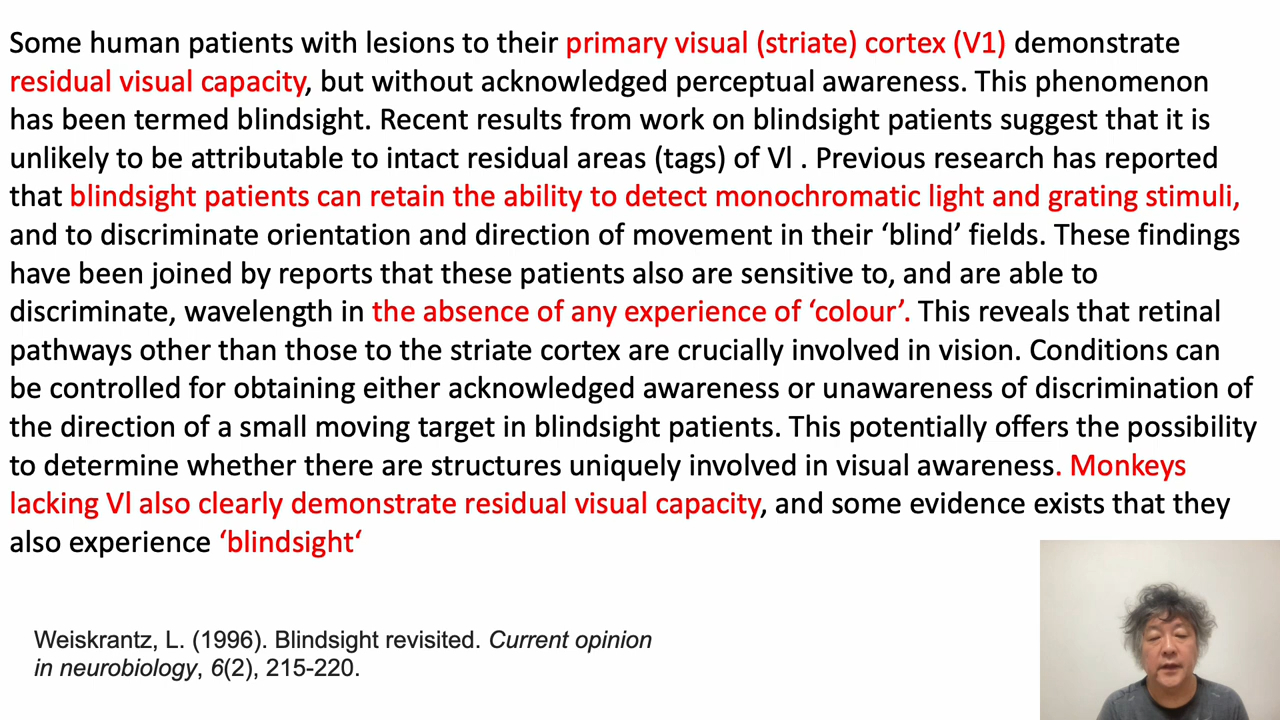 Some human patients with lesions to their primary visual (striate) cortex (V1) demonstrate
residual visual capacity, but without acknowledged perceptual awareness. This phenomenon
has been termed blindsight. Recent results from work on blindsight patients suggest that it is
unlikely to be attributable to intact residual areas (tags) of Vl . Previous research has reported
that blindsight patients can retain the ability to detect monochromatic light and grating stimuli,
and to discriminate orientation and direction of movement in their ‘blind’ fields. These findings
have been joined by reports that these patients also are sensitive to, and are able to
discriminate, wavelength in the absence of any experience of ‘colour’. This reveals that retinal
pathways other than those to the striate cortex are crucially involved in vision. Conditions can
be controlled for obtaining either acknowledged awareness or unawareness of discrimination of
the direction of a small moving target in blindsight patients. This potentially offers the possibility
to determine whether there are structures uniquely involved in visual awareness. Monkeys
lacking Vl also clearly demonstrate residual visual capacity, and some evidence exists that they
also experience ‘blindsight‘
Weiskrantz, L. (1996). Blindsight revisited. Current opinion
in neurobiology, 6(2), 215-220.